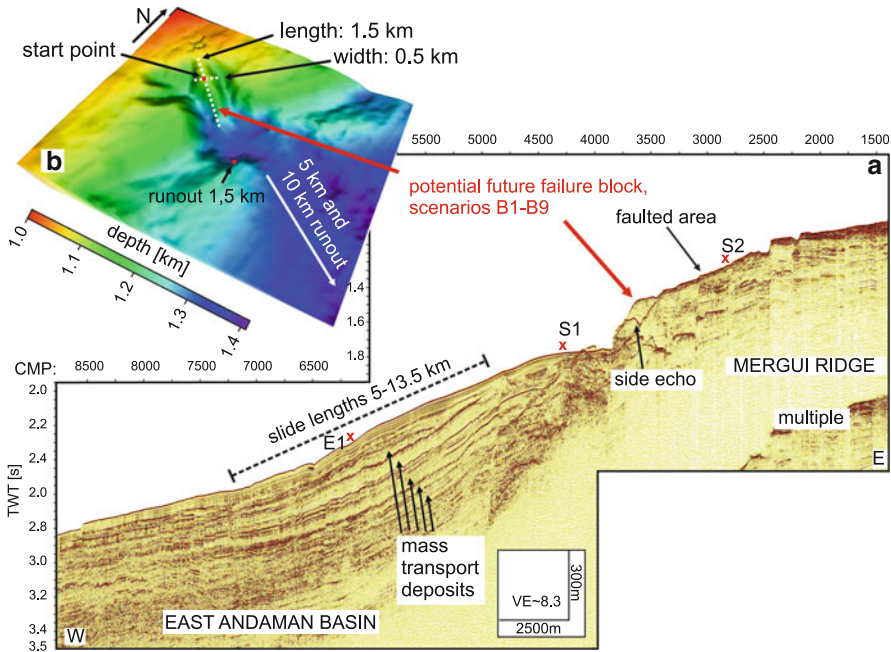 N
length: 1.5 km
start point
width: 0.5 km
b
runout 1,5 km
5 km and
10 km runout
1.0
1.1
1.2
1.3
1.4
depth [km]
5500 5000 4500 4000 3500 3000 2500 2000 1500
a
potential future failure block,
scenarios B1-B9
faulted area
S2
x
1.4
1.6
1.8
S1
x
side echo
MERGUI RIDGE
multiple
E
CMP: 8500 8000 7500 7000 6500
slide lengths 5-13.5 km
E1
x
TWT [s]
2.0
2.2
2.4
2.0
2.8
3.0
3.2
3.4
3.5
mass
transport
deposits
EAST ANDAMAN BASIN
W
VE~8.3
300m
2500m